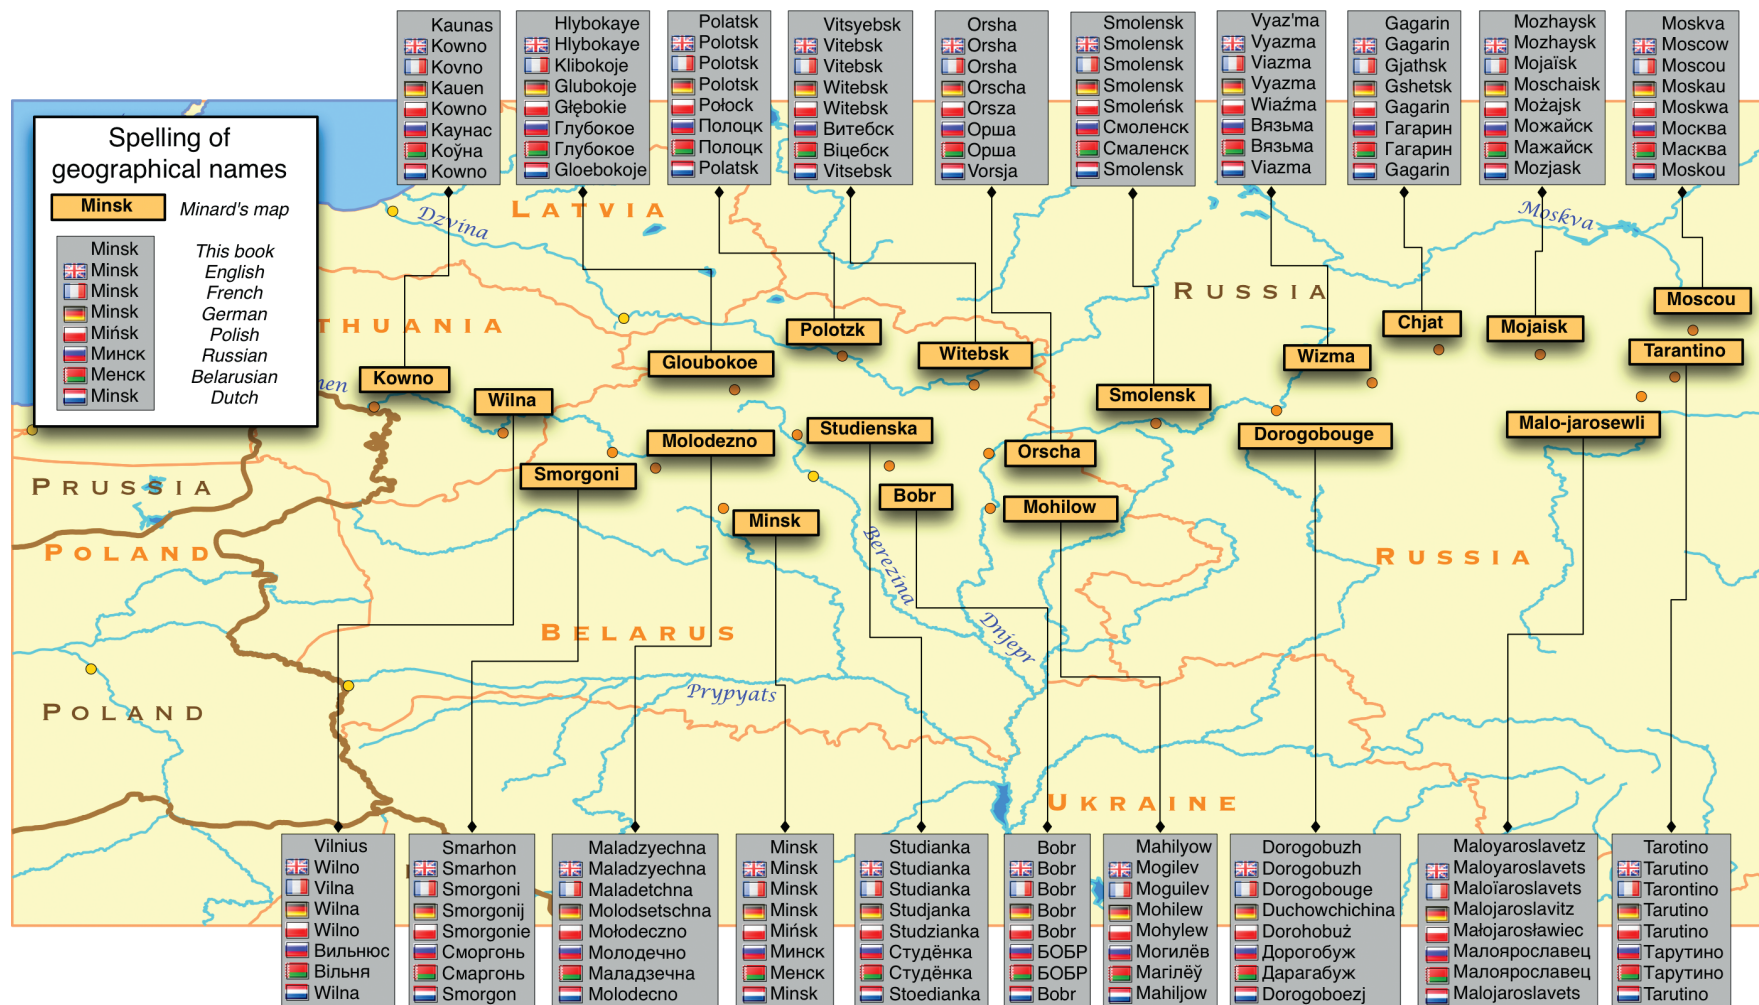 Kaunas
Kowno
Kovno
Kauen
Kowno
Каунас
Коўна
Kowno
Hlybokaye
Hlybokaye
Klibokoje
Glubokoje
Głębokie
Глубокое
Глубокое
Gloebokoje
Polatsk
Polotsk
Polotsk
Polotsk
Połock
Полоцк
Полоцк
Polatsk
Vitsyebsk
Vitebsk
Vitebsk
Witebsk
Witebsk
Витебск
Віцебск
Vitsebsk
Orsha
Orsha
Orsha
Orscha
Orsza
Орша
Орша
Vorsja
Smolensk
Smolensk
Smolensk
Smolensk
Smoleńsk
Смоленск
Смаленск
Smolensk
Vyaz'ma
Vyazma
Viazma
Vyazma
Wiaźma
Вязьма
Вязьма
Viazma
Gagarin
Gagarin
Gjathsk
Gshetsk
Gagarin
Гагарин
Гагарин
Gagarin
Mozhaysk
Mozhaysk
Mojaïsk
Moschaisk
Możajsk
Можайск
Мажайск
Mozjask
Moskva
Moscow
Moscou
Moskau
Moskwa
Москва
Масква
Moskou
Spelling of
geographical names
Minsk Minard's map
Minsk This book
Minsk English
Minsk French
Minsk German
Mińsk Polish
Минск Russian
Менск Belarusian
Minsk Dutch
Dzvina
LATVIA
Moskva
RUSSIA
THUANIA
men
Moscou
Chjat
Mojaisk
Polotzk
Tarantino
Witebsk
Wizma
Gloubokoe
Kowno
Smolensk
Wilna
Malo-jarosewli
Studienska
Dorogobouge
Molodezno
Orscha
Smorgoni
PRUSSIA
Bobr
Mohilow
Minsk
POLAND
RUSSIA
Berezina
BELARUS
Dnjepr
Prypyats
POLAND
UKRAINE
Vilnius
Wilno
Vilna
Wilna
Wilno
Вильнюс
Вільня
Wilna
Smarhon
Smarhon
Smorgoni
Smorgonij
Smorgonie
Сморгонь
Смаргонь
Smorgon
Maladzyechna
Maladzyechna
Maladetchna
Molodsetschna
Mołodeczno
Молодечно
Маладзечна
Molodecno
Minsk
Minsk
Minsk
Minsk
Mińsk
Минск
Менск
Minsk
Studianka
Studianka
Studianka
Studjanka
Studzianka
Студёнка
Студёнка
Stoedianka
Bobr
Bobr
Bobr
Bobr
Bobr
БОБР
БОБР
Bobr
Mahilyow
Mogilev
Moguilev
Mohilew
Mohylew
Могилёв
Магілёў
Mahiljow
Dorogobuzh
Dorogobuzh
Dorogobouge
Duchowchichina
Dorohobuż
Дорогобуж
Дарагабуж
Dorogoboezj
Maloyaroslavetz
Maloyaroslavets
Maloïaroslavets
Malojaroslavitz
Małojarosławiec
Малоярославец
Малоярославец
Malojaroslavets
Tarotino
Tarutino
Tarontino
Tarutino
Tarutino
Тарутино
Тарутино
Tarutino